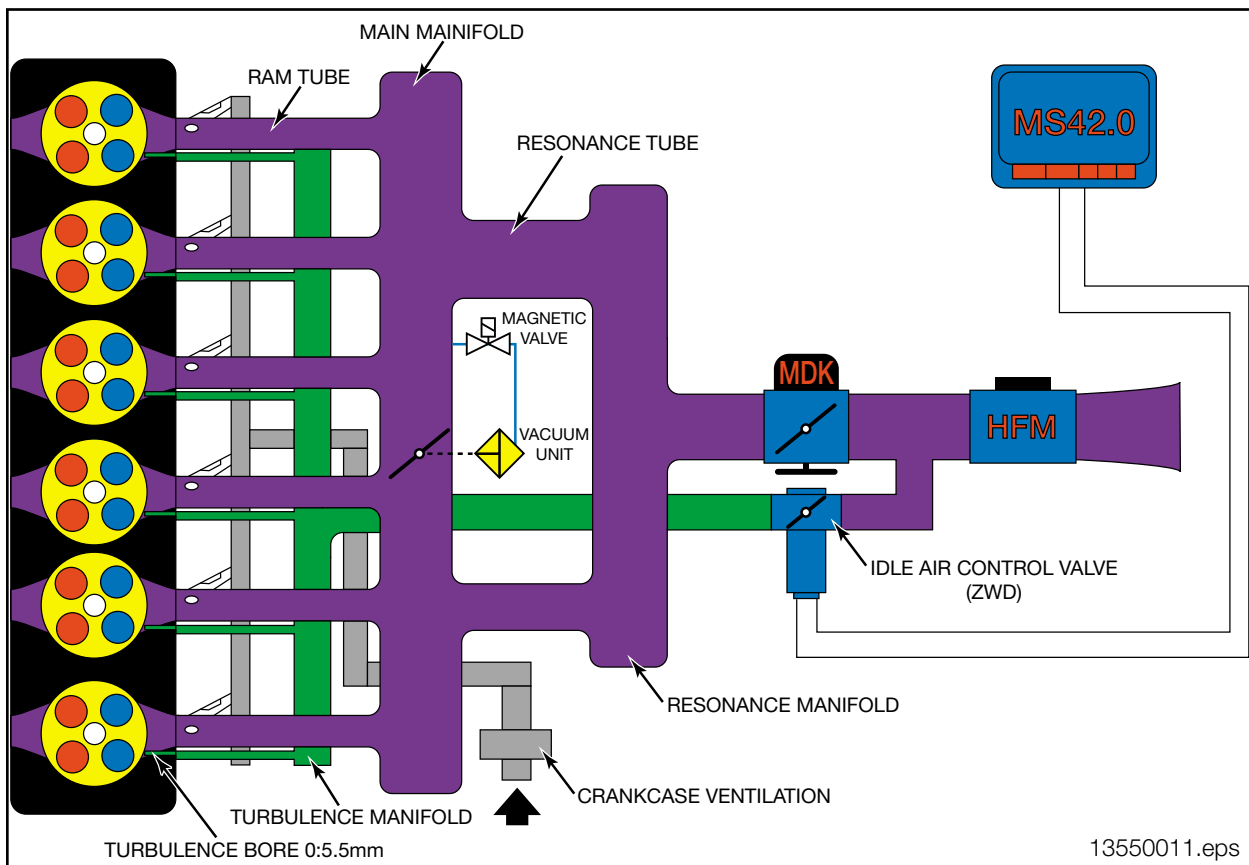 MAIN MAINIFOLD
RAM TUBE
RESONANCE TUBE
MS42.0
MAGNETIC
VALVE
MDK
HFM
VACUUM
UNIT
IDLE AIR CONTROL VALVE
(ZWD)
RESONANCE MANIFOLD
CRANKCASE VENTILATION
TURBULENCE MANIFOLD
TURBULENCE BORE 0:5.5mm
13550011.eps